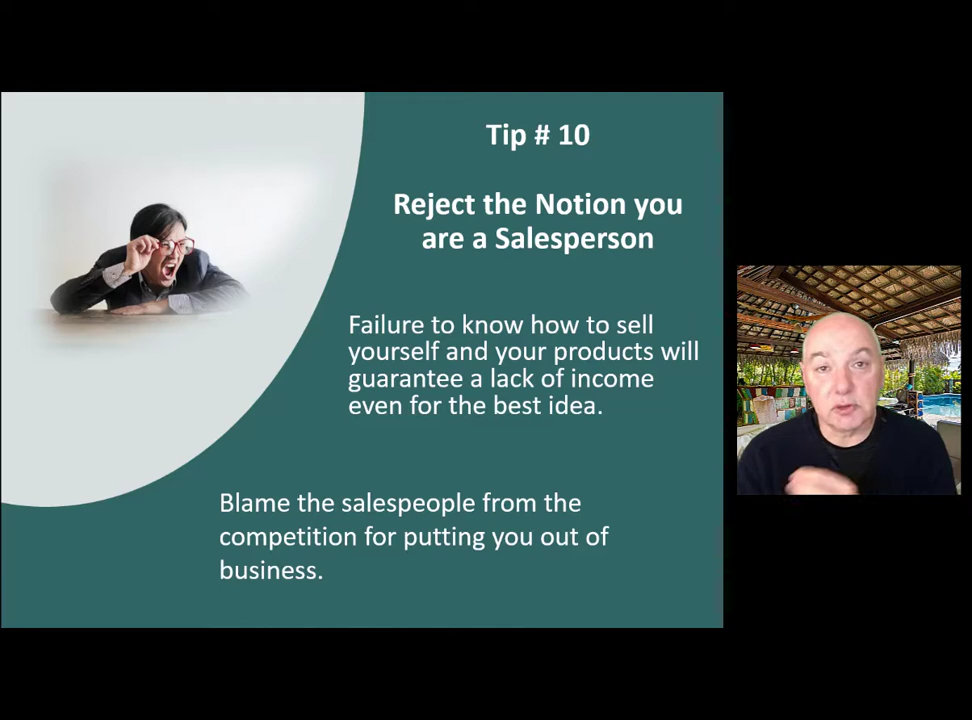 Tip # 10
Reject the Notion you
are a Salesperson
Failure to know how to sell
yourself and your products will
guarantee a lack of income
even for the best idea.
Blame the salespeople from the
competition for putting you out of
business.